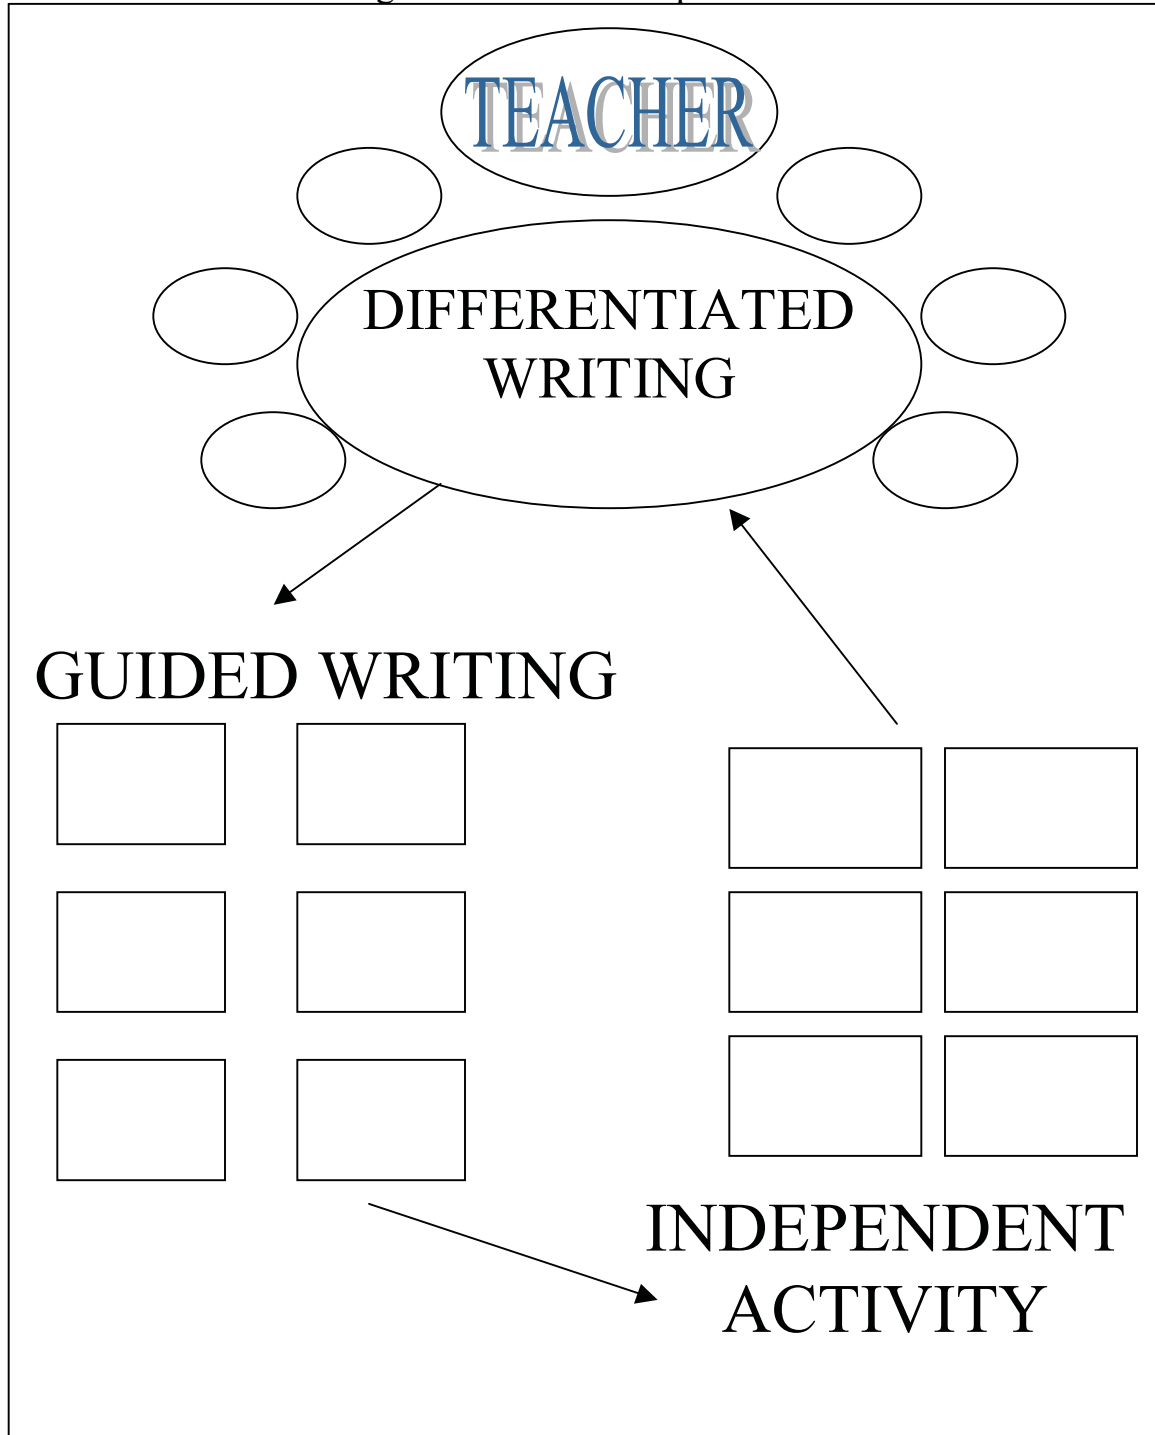 TEACHER
DIFFERENTIATED
WRITING
GUIDED WRITING
INDEPENDENT
ACTIVITY